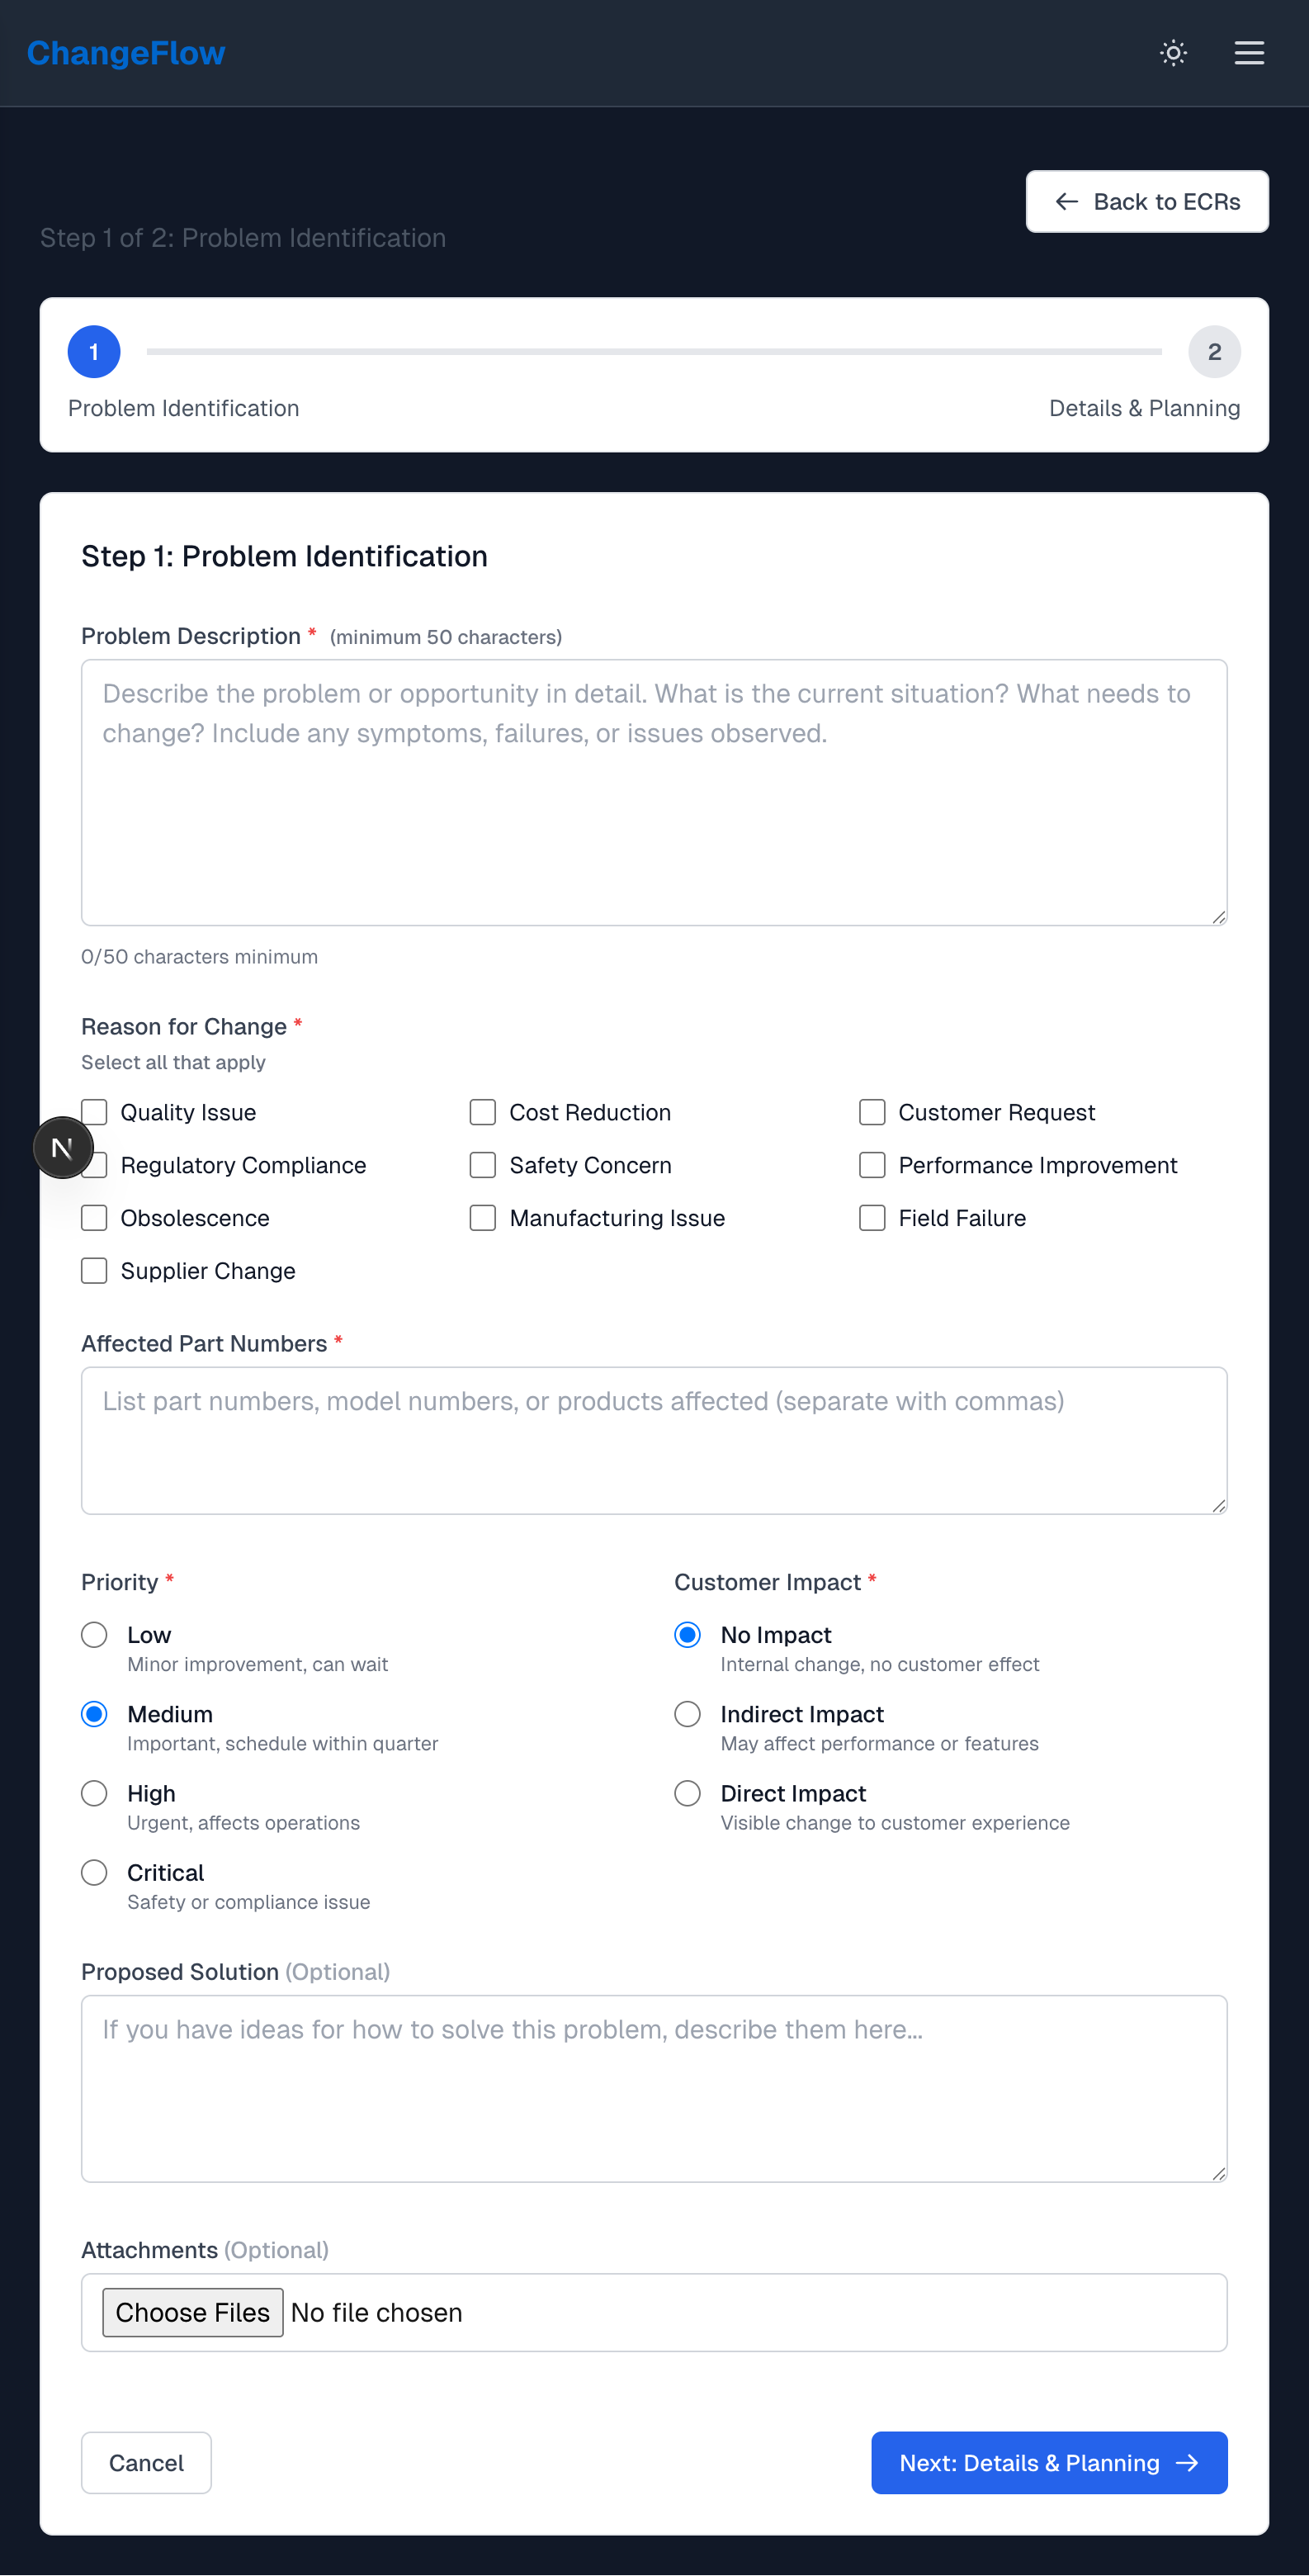 ChangeFlow
Back to ECRs
Step 1 of 2: Problem Identification
1
2
Problem Identification
Details & Planning
Step 1: Problem Identification
Problem Description * (minimum 50 characters)
Describe the problem or opportunity in detail. What is the current situation? What needs to
change? Include any symptoms, failures, or issues observed.
0/50 characters minimum
Reason for Change *
Select all that apply
Quality Issue
Cost Reduction
Customer Request
N
Regulatory Compliance
Safety Concern
Performance Improvement
Obsolescence
Manufacturing Issue
Field Failure
Supplier Change
Affected Part Numbers *
List part numbers, model numbers, or products affected (separate with commas)
Priority *
Low
Minor improvement, can wait
Medium
Important, schedule within quarter
High
Urgent, affects operations
Critical
Safety or compliance issue
Customer Impact *
No Impact
Internal change, no customer effect
Indirect Impact
May affect performance or features
Direct Impact
Visible change to customer experience
Proposed Solution (Optional)
If you have ideas for how to solve this problem, describe them here...
Attachments (Optional)
Choose Files No file chosen
Cancel
Next: Details & Planning